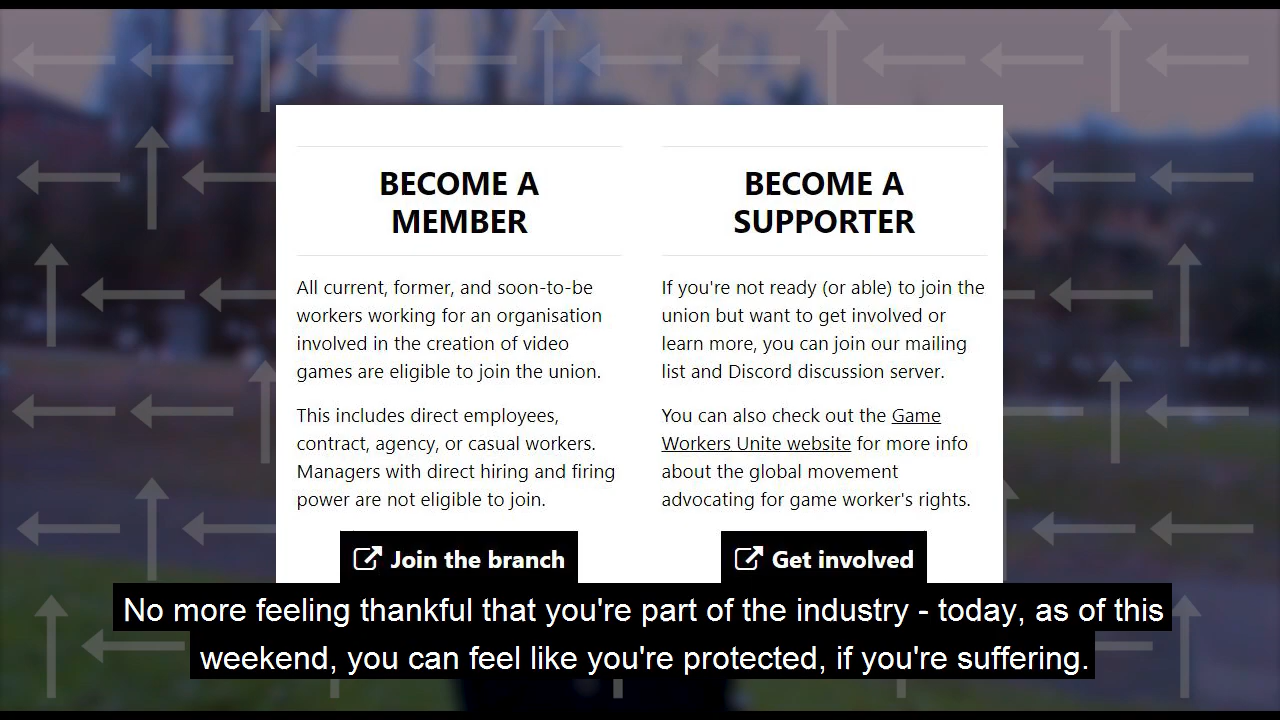 BECOME A
MEMBER
All current, former, and soon-to-be
workers working for an organisation
involved in the creation of video
games are eligible to join the union.
This includes direct employees,
contract, agency, or casual workers.
Managers with direct hiring and firing
power are not eligible to join.
Join the branch
BECOME A
SUPPORTER
If you're not ready (or able) to join the
union but want to get involved or
learn more, you can join our mailing
list and Discord discussion server.
You can also check out the Game
Workers Unite website for more info
about the global movement
advocating for game worker's rights.
Get involved
No more feeling thankful that you're part of the industry - today, as of this
weekend, you can feel like you're protected, if you're suffering.